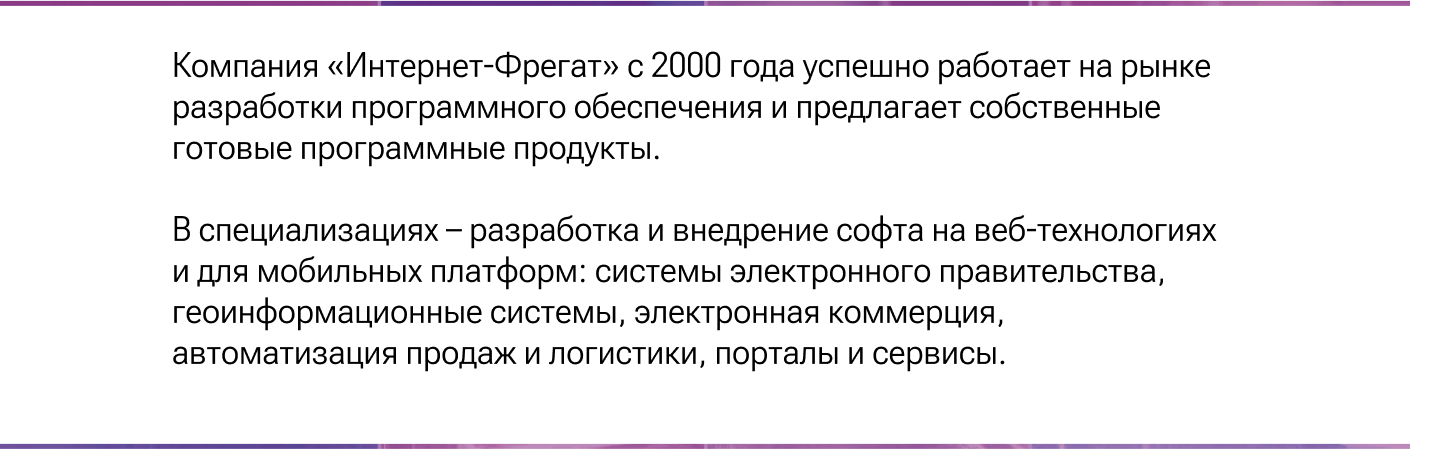 Компания «Интернет-Фрегат» с 2000 года успешно работает на рынке
разработки программного обеспечения и предлагает собственные
готовые программные продукты.
В специализациях – разработка и внедрение софта на веб-технологиях
и для мобильных платформ: системы электронного правительства,
геоинформационные системы, электронная коммерция,
автоматизация продаж и логистики, порталы и сервисы.